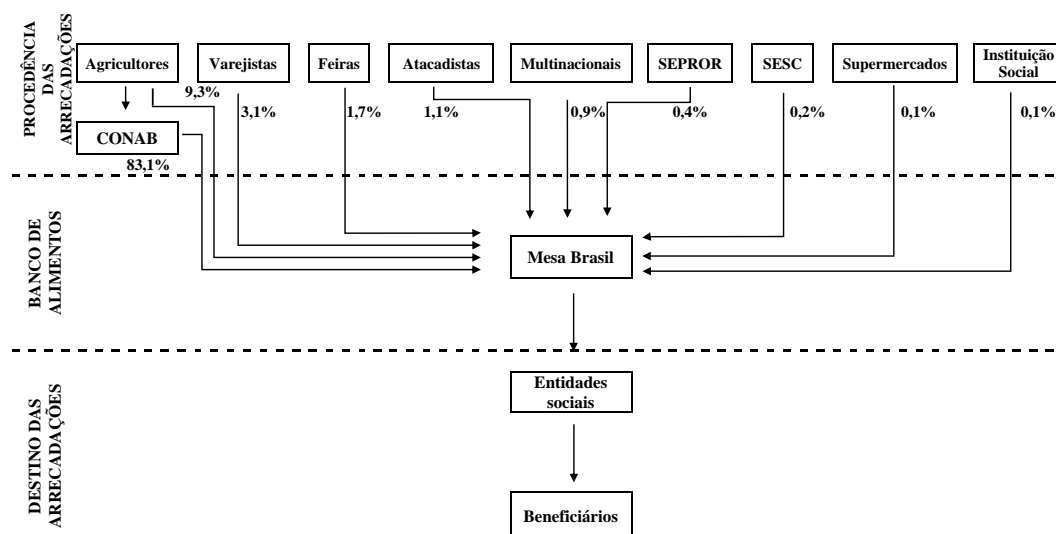 PROCEDÊNCIA
DAS
ARRECADAÇÕES
Agricultores
Varejistas
Feiras
Atacadistas
Multinacionais
SEPROR
SESC
Supermercados
Instituição
Social
9,3%
3,1%
1,7%
1,1%
0,9%
0,4%
0,2%
0,1%
0,1%
CONAB
83,1%
BANCO DE
ALIMENTOS
Mesa Brasil
DESTINO DAS
ARRECADAÇÕES
Entidades
sociais
Beneficiários